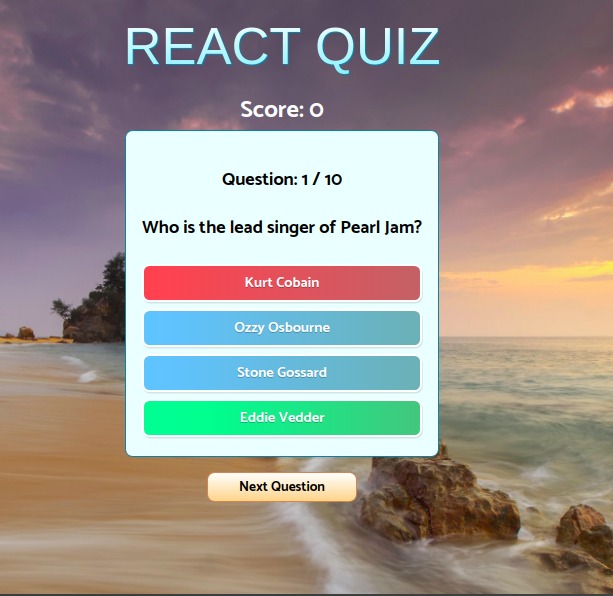 REACT QUIZ
Score: 0
Question: 1 / 10
Who is the lead singer of Pearl Jam?
Kurt Cobain
Ozzy Osbourne
Stone Gossard
Eddie Vedder
Next Question